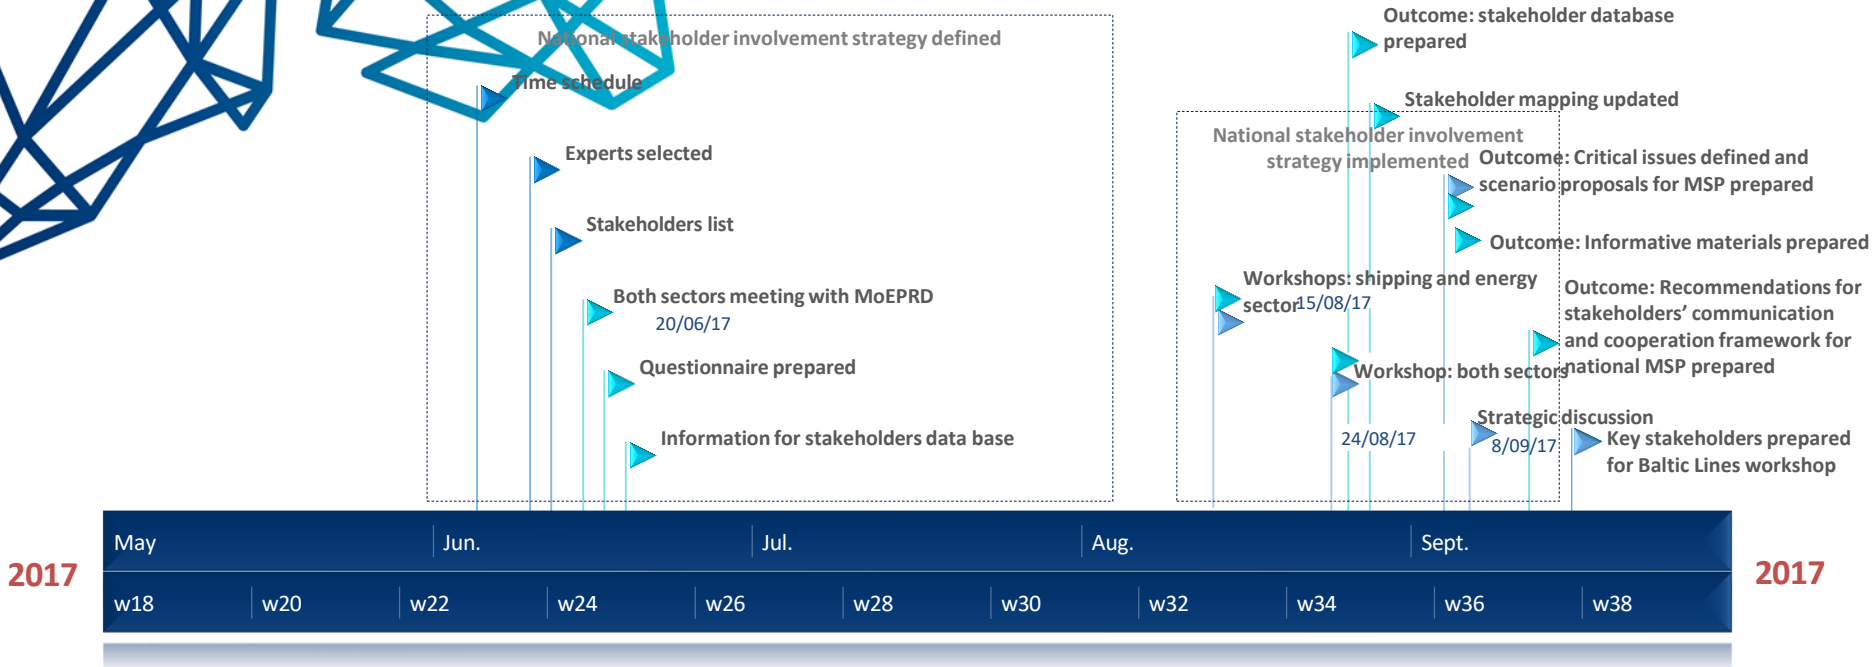 National stakeholder involvement strategy defined
Time schedule
Experts selected
Stakeholders list
Both sectors meeting with MoEPRD
20/06/17
Questionnaire prepared
Information for stakeholders data base
Outcome: stakeholder database
prepared
Stakeholder mapping updated
National stakeholder involvement
strategy implemented
Outcome: Critical issues defined and
scenario proposals for MSP prepared
Outcome: Informative materials prepared
Workshops: shipping and energy
sector
15/08/17
Outcome: Recommendations for
stakeholders’ communication
and cooperation framework for
national MSP prepared
Workshop: both sectors
24/08/17
Strategic discussion
8/09/17
Key stakeholders prepared
for Baltic Lines workshop
2017
May Jun. Jul. Aug. Sept.
w18 w20 w22 w24 w26 w28 w30 w32 w34 w36 w38
2017